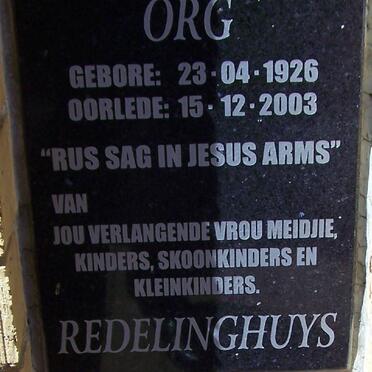 ORG
GEBORE: 23·04·1926
OORLEDE: 15·12·2003
"RUS SAG IN JESUS ARMS"
VAN
JOU VERLANGENDE VROU MEIDJIE,
KINDERS, SKOONKINDERS EN
KLEINKINDERS.
REDELINGHUYS